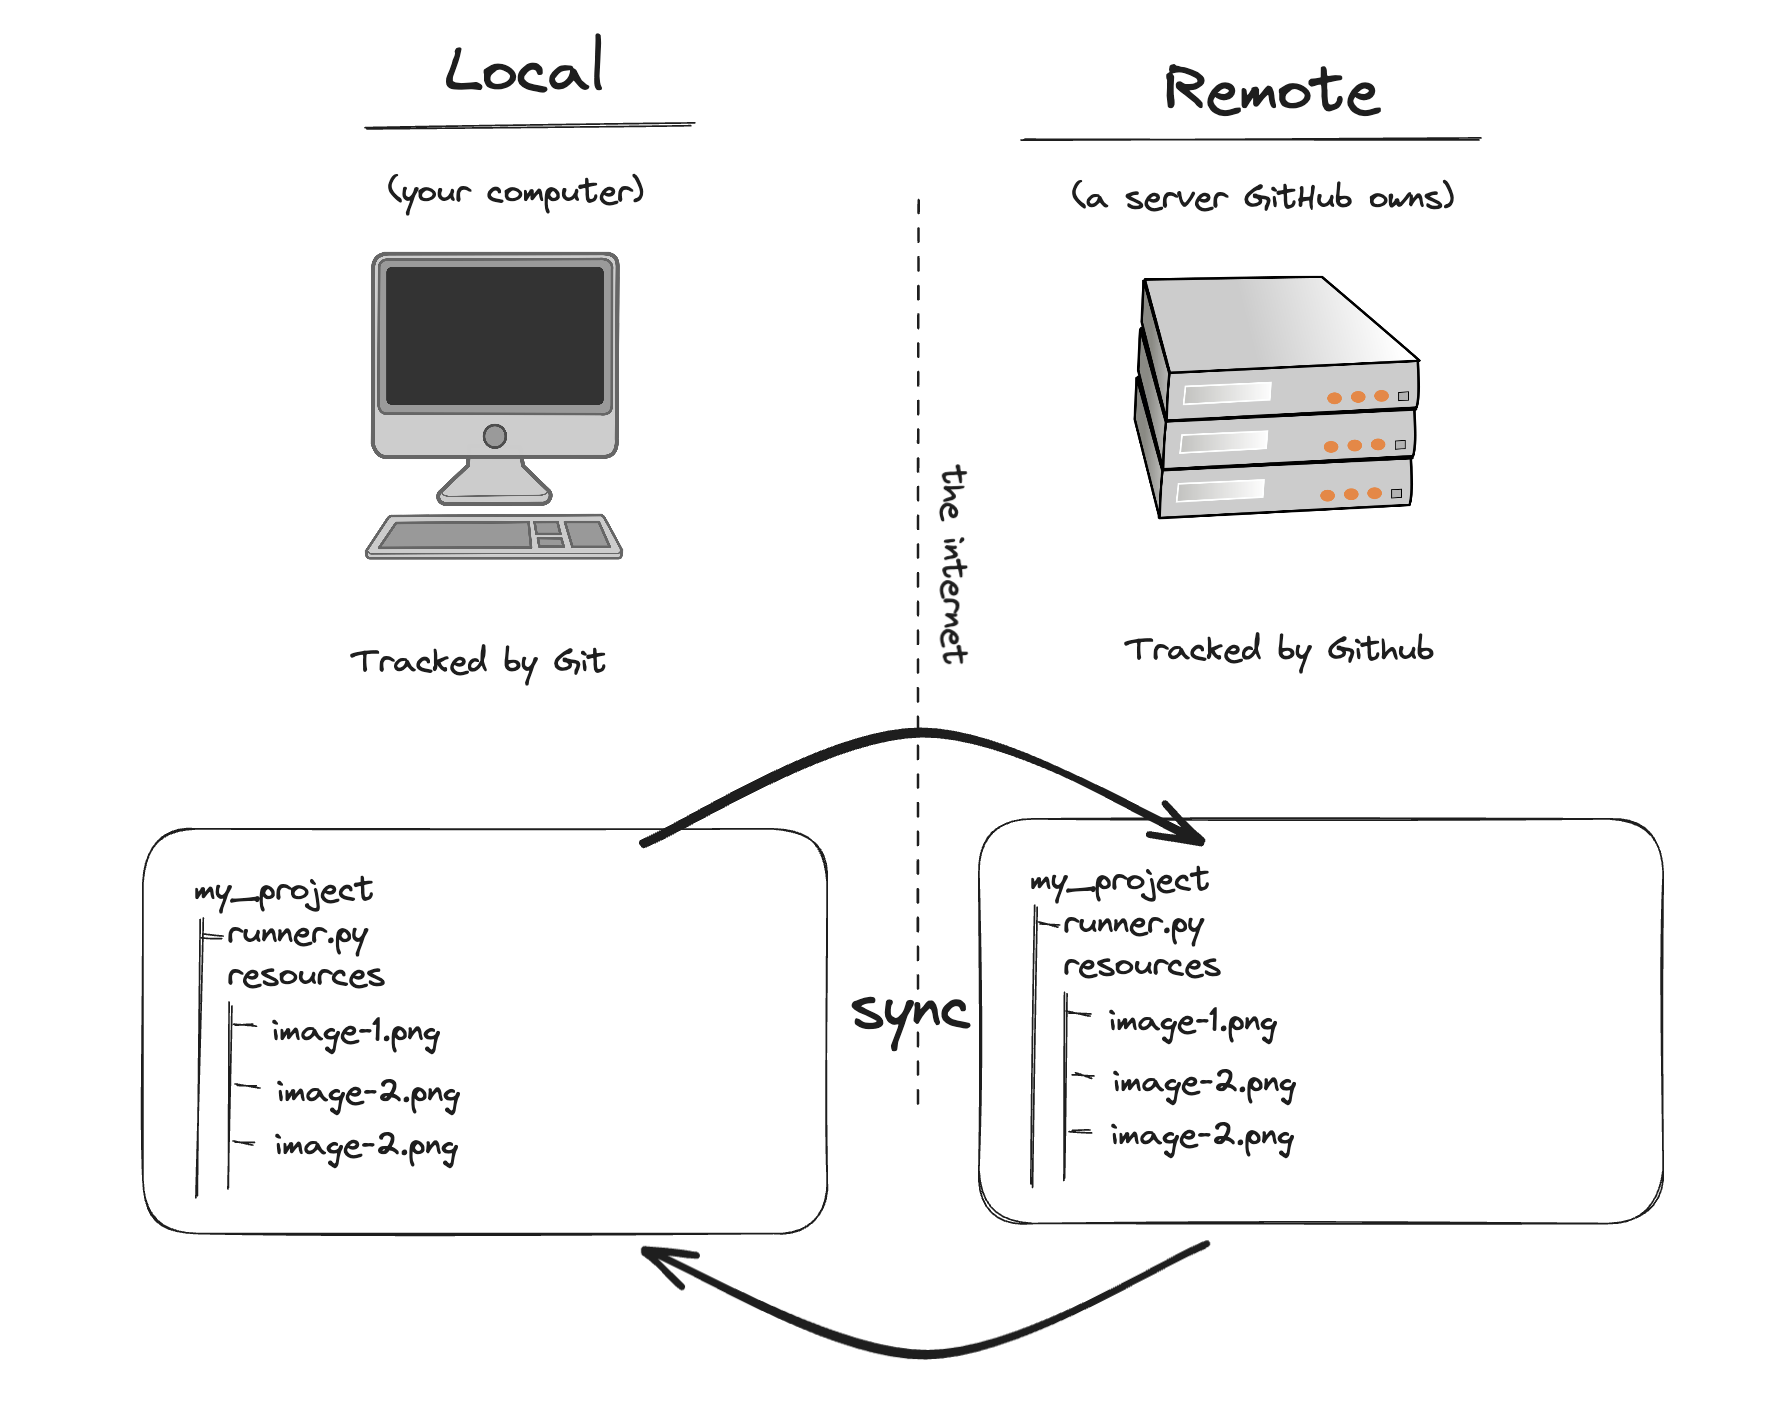 Local
(your computer)
Tracked by Git
Remote
(a server GitHub owns)
Tracked by Github
the internet
my_project
runner.py
resources
image-1.png
image-2.png
image-2.png
sync
my_project
runner.py
resources
image-1.png
image-2.png
image-2.png